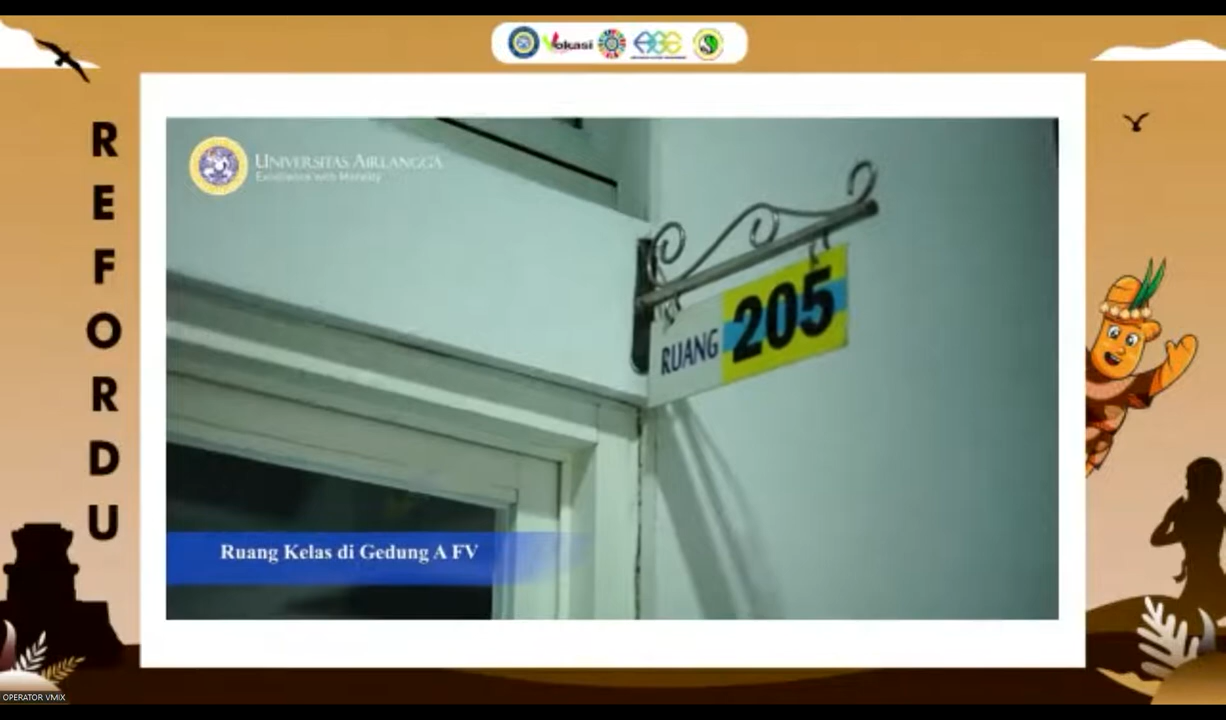 Vokasi
REFORDU
UNIVERSITAS AIRLANGGA
Excellence with Morality
RUANG 205
Ruang Kelas di Gedung A FV
OPERATOR VMIX